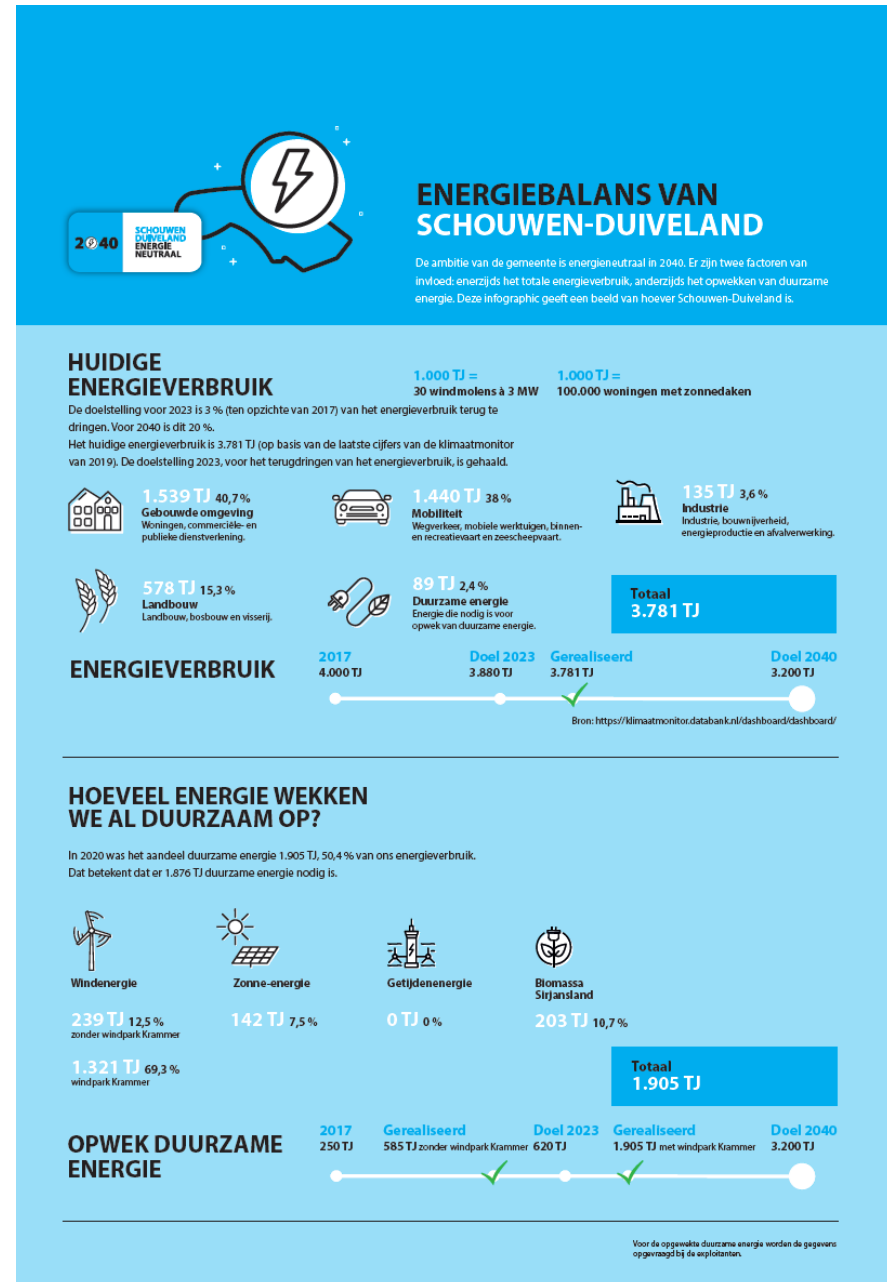 2040
SCHOUWEN
DUIVELAND
ENERGIE
NEUTRAAL
ENERGIEBALANS VAN
SCHOUWEN-DUIVELAND
De ambitie van de gemeente is energieneutraal in 2040. Er zijn twee factoren van
invloed: enerzijds het totale energieverbruik, anderzijds het opwekken van duurzame
energie. Deze infographic geeft een beeld van hoever Schouwen-Duiveland is.
HUIDIGE
ENERGIEVERBRUIK
1.000 TJ =
30 windmolens à 3 MW
1.000 TJ =
100.000 woningen met zonnedaken
De doelstelling voor 2023 is 3 % (ten opzichte van 2017) van het energieverbruik terug te
dringen. Voor 2040 is dit 20 %.
Het huidige energieverbruik is 3.781 TJ (op basis van de laatste cijfers van de klimaatmonitor
van 2019). De doelstelling 2023, voor het terugdringen van het energieverbruik, is gehaald.
1.539 TJ 40,7 %
Gebouwde omgeving
Woningen, commerciële- en
publieke dienstverlening.
1.440 TJ 38 %
Mobiliteit
Wegverkeer, mobiele werktuigen, binnen-
en recreatievaart en zeescheepvaart.
135 TJ 3,6 %
Industrie
Industrie, bouwnijverheid,
energieproductie en afvalverwerking.
578 TJ 15,3 %
Landbouw
Landbouw, bosbouw en visserij.
89 TJ 2,4 %
Duurzame energie
Energie die nodig is voor
opwek van duurzame energie.
Totaal
3.781 TJ
ENERGIEVERBRUIK
2017
4.000 TJ
Doel 2023
3.880 TJ
Gerealiseerd
3.781 TJ
Doel 2040
3.200 TJ
Bron: https://klimaatmonitor.databank.nl/dashboard/dashboard/
HOEVEEL ENERGIE WEKKEN
WE AL DUURZAAM OP?
In 2020 was het aandeel duurzame energie 1.905 TJ, 50,4 % van ons energieverbruik.
Dat betekent dat er 1.876 TJ duurzame energie nodig is.
Windenergie
239 TJ 12,5 %
zonder windpark Krammer
1.321 TJ 69,3 %
windpark Krammer
Zonne-energie
142 TJ 7,5 %
Getijdenenergie
0 TJ 0 %
Biomassa
Sirjansland
203 TJ 10,7 %
Totaal
1.905 TJ
OPWEK DUURZAME
ENERGIE
2017
250 TJ
Gerealiseerd
585 TJ zonder windpark Krammer
Doel 2023
620 TJ
Gerealiseerd
1.905 TJ met windpark Krammer
Doel 2040
3.200 TJ
Voor de opgewekte duurzame energie worden de gegevens
opgevraagd bij de exploitanten.